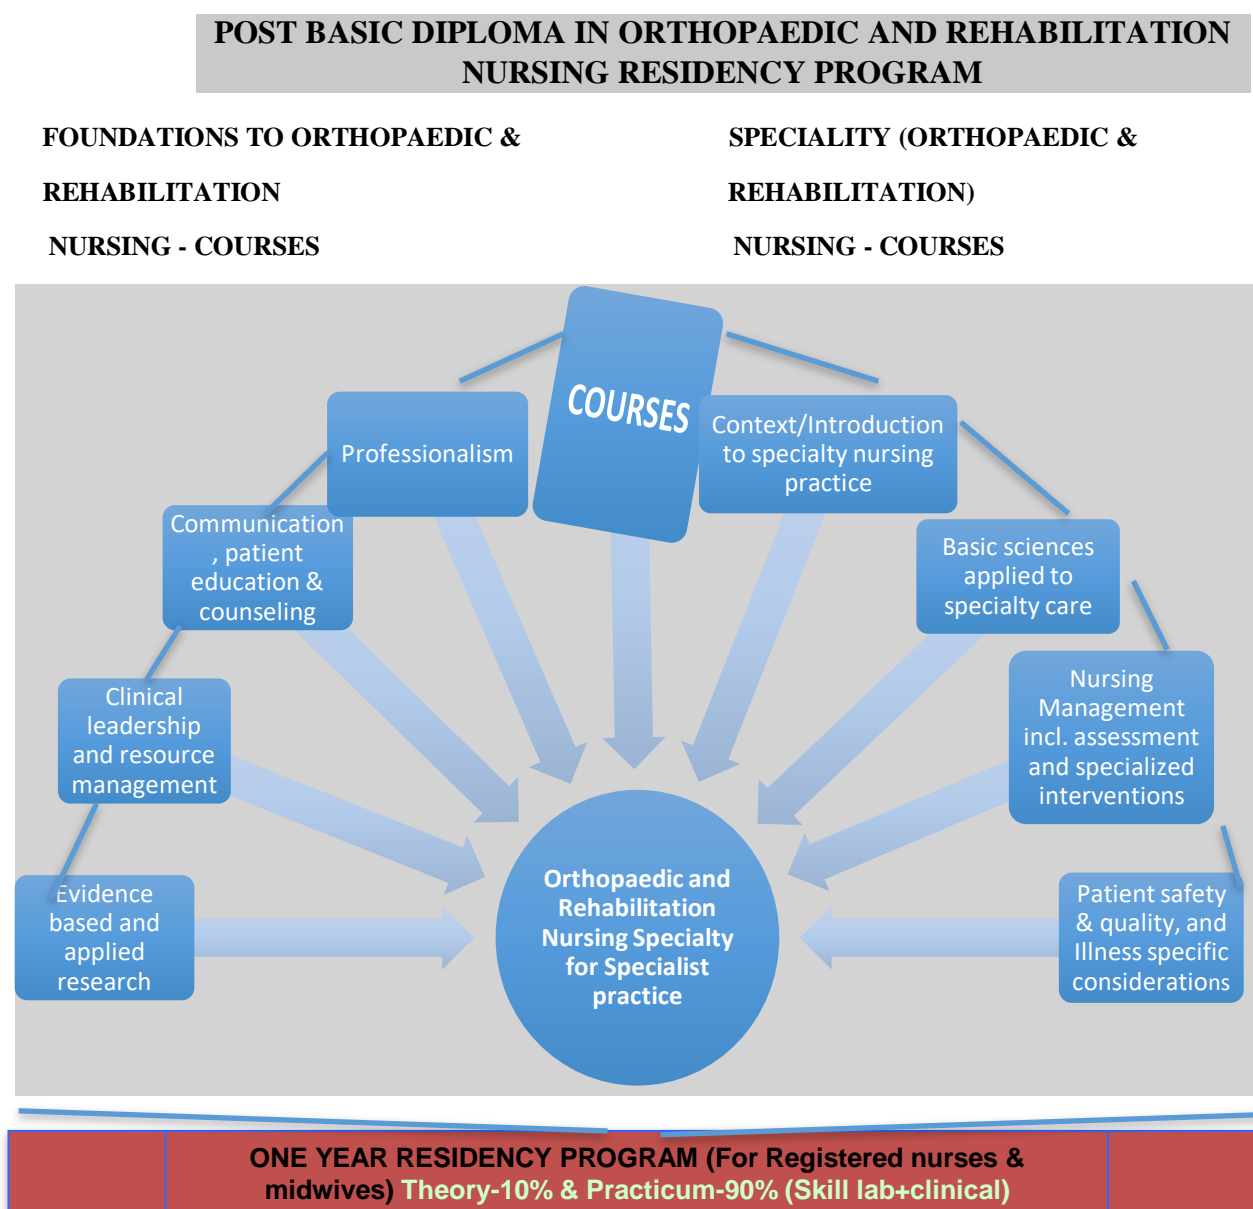 POST BASIC DIPLOMA IN ORTHOPAEDIC AND REHABILITATION
NURSING RESIDENCY PROGRAM
FOUNDATIONS TO ORTHOPAEDIC &
REHABILITATION
NURSING - COURSES
SPECIALITY (ORTHOPAEDIC &
REHABILITATION)
NURSING - COURSES
COURSES
Professionalism
Communication
, patient
education &
counseling
Clinical
leadership
and resource
management
Evidence
based and
applied
research
Context/Introduction
to specialty nursing
practice
Basic sciences
applied to
specialty care
Nursing
Management
incl. assessment
and specialized
interventions
Patient safety
& quality, and
Illness specific
considerations
Orthopaedic and
Rehabilitation
Nursing Specialty
for Specialist
practice
ONE YEAR RESIDENCY PROGRAM (For Registered nurses &
midwives) Theory-10% & Practicum-90% (Skill lab+clinical)